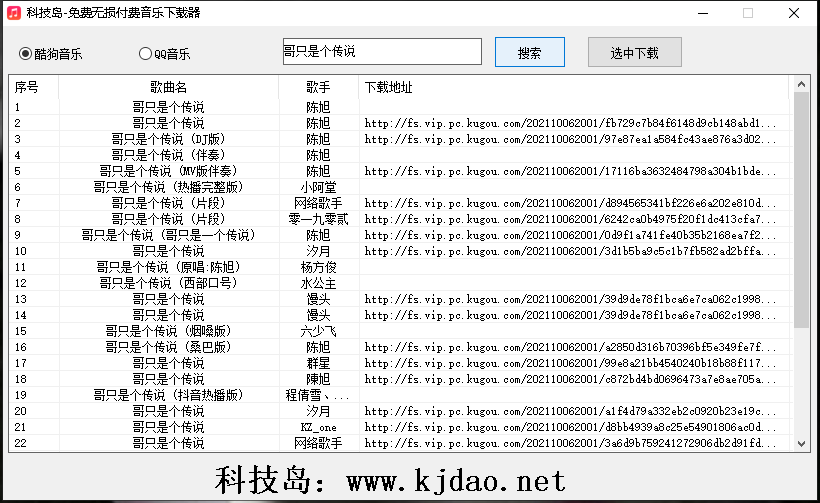 科技岛-免费无损付费音乐下载器
酷狗音乐 QQ音乐 哥只是个传说 搜索 选中下载
序号 歌曲名 歌手 下载地址
1 哥只是个传说 陈旭
2 哥只是个传说 陈旭 http://fs.vip.pc.kugou.com/202110062001/fb729c7b84f6148d9cb148abd1...
3 哥只是个传说 (DJ版) 陈旭 http://fs.vip.pc.kugou.com/202110062001/97e87ea1a584fc43ae876a3d02...
4 哥只是个传说 (伴奏) 陈旭
5 哥只是个传说 (MV版伴奏) 陈旭 http://fs.vip.pc.kugou.com/202110062001/17116ba3632484798a304b1bde...
6 哥只是个传说 (热播完整版) 小阿堂
7 哥只是个传说 (片段) 网络歌手 http://fs.vip.pc.kugou.com/202110062001/d894565341bf226e6a202e810d...
8 哥只是个传说 (片段) 零一九零贰 http://fs.vip.pc.kugou.com/202110062001/6242ca0b4975f20f1dc413cfa7...
9 哥只是个传说 (哥只是一个传说) 陈旭 http://fs.vip.pc.kugou.com/202110062001/0d9f1a741fe40b35b2168ea7f2...
10 哥只是个传说 汐月 http://fs.vip.pc.kugou.com/202110062001/3d1b5ba9c5c1b7fb582ad2bffa...
11 哥只是个传说 (原唱:陈旭) 杨方俊
12 哥只是个传说 (西部口号) 水公主
13 哥只是个传说 馒头 http://fs.vip.pc.kugou.com/202110062001/39d9de78f1bca6e7ca062c1998...
14 哥只是个传说 馒头 http://fs.vip.pc.kugou.com/202110062001/39d9de78f1bca6e7ca062c1998...
15 哥只是个传说 (烟嗓版) 六少飞
16 哥只是个传说 (桑巴版) 陈旭 http://fs.vip.pc.kugou.com/202110062001/a2850d316b70396bf5e349fe7f...
17 哥只是个传说 群星 http://fs.vip.pc.kugou.com/202110062001/99e8a21bb4540240b18b88f117...
18 哥只是个传说 陳旭 http://fs.vip.pc.kugou.com/202110062001/c872bd4bd0696473a7e8ae705a...
19 哥只是个传说 (抖音热播版) 程倩雪、...
20 哥只是个传说 汐月 http://fs.vip.pc.kugou.com/202110062001/a1f4d79a332eb2c0920b23e19c...
21 哥只是个传说 KZ_one http://fs.vip.pc.kugou.com/202110062001/d8bb4939a8c25e54901806ac0d...
22 哥只是个传说 网络歌手 http://fs.vip.pc.kugou.com/202110062001/3a6d9b759241272906db2d91fd...
科技岛: www.kjdao.net